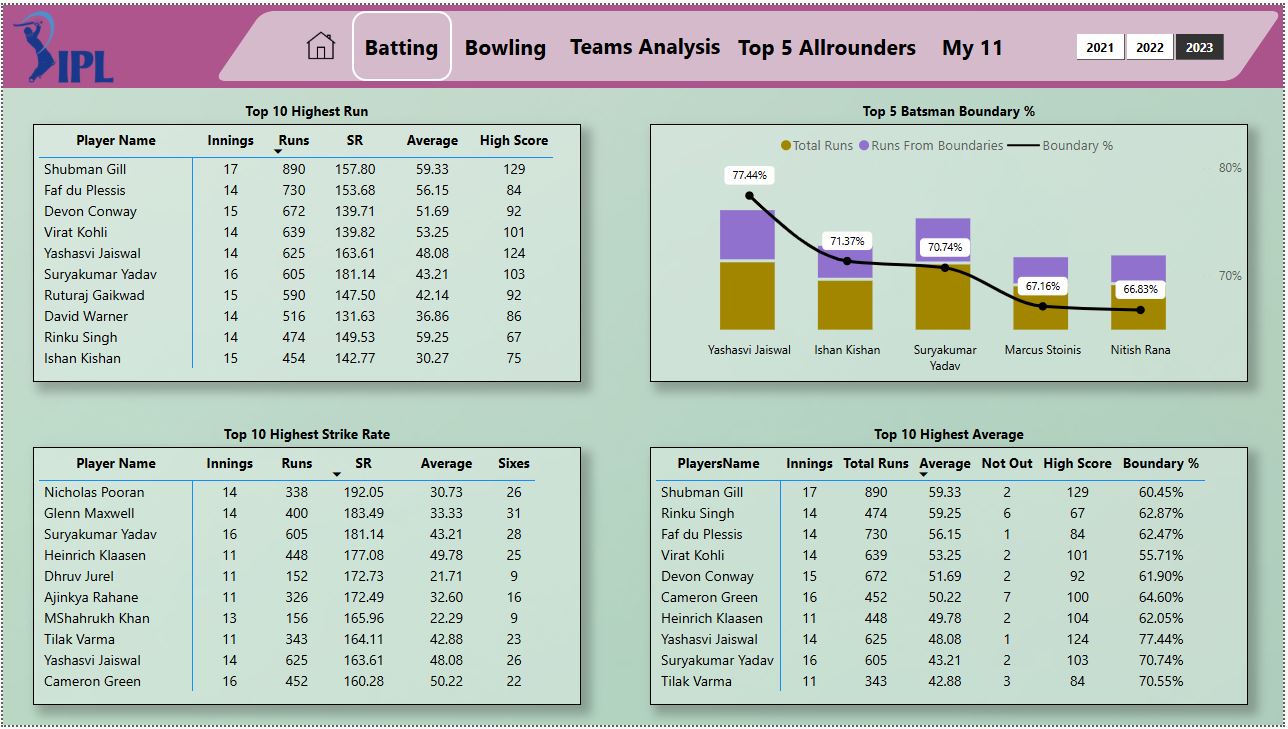 IPL
Batting Bowling Teams Analysis Top 5 Allrounders My 11 2021 2022 2023
Top 10 Highest Run
Player Name Innings Runs SR Average High Score
Shubman Gill 17 890 157.80 59.33 129
Faf du Plessis 14 730 153.68 56.15 84
Devon Conway 15 672 139.71 51.69 92
Virat Kohli 14 639 139.82 53.25 101
Yashasvi Jaiswal 14 625 163.61 48.08 124
Suryakumar Yadav 16 605 181.14 43.21 103
Ruturaj Gaikwad 15 590 147.50 42.14 92
David Warner 14 516 131.63 36.86 86
Rinku Singh 14 474 149.53 59.25 67
Ishan Kishan 15 454 142.77 30.27 75
Top 5 Batsman Boundary %
Total Runs Runs From Boundaries Boundary %
80%
77.44%
71.37%
70.74%
70%
67.16%
66.83%
Yashasvi Jaiswal Ishan Kishan Suryakumar Marcus Stoinis Nitish Rana
Yadav
Top 10 Highest Strike Rate
Player Name Innings Runs SR Average Sixes
Nicholas Pooran 14 338 192.05 30.73 26
Glenn Maxwell 14 400 183.49 33.33 31
Suryakumar Yadav 16 605 181.14 43.21 28
Heinrich Klaasen 11 448 177.08 49.78 25
Dhruv Jurel 11 152 172.73 21.71 9
Ajinkya Rahane 11 326 172.49 32.60 16
MShahrukh Khan 13 156 165.96 22.29 9
Tilak Varma 11 343 164.11 42.88 23
Yashasvi Jaiswal 14 625 163.61 48.08 26
Cameron Green 16 452 160.28 50.22 22
Top 10 Highest Average
PlayersName Innings Total Runs Average Not Out High Score Boundary %
Shubman Gill 17 890 59.33 2 129 60.45%
Rinku Singh 14 474 59.25 6 67 62.87%
Faf du Plessis 14 730 56.15 1 84 62.47%
Virat Kohli 14 639 53.25 2 101 55.71%
Devon Conway 15 672 51.69 2 92 61.90%
Cameron Green 16 452 50.22 7 100 64.60%
Heinrich Klaasen 11 448 49.78 2 104 62.05%
Yashasvi Jaiswal 14 625 48.08 1 124 77.44%
Suryakumar Yadav 16 605 43.21 2 103 70.74%
Tilak Varma 11 343 42.88 3 84 70.55%